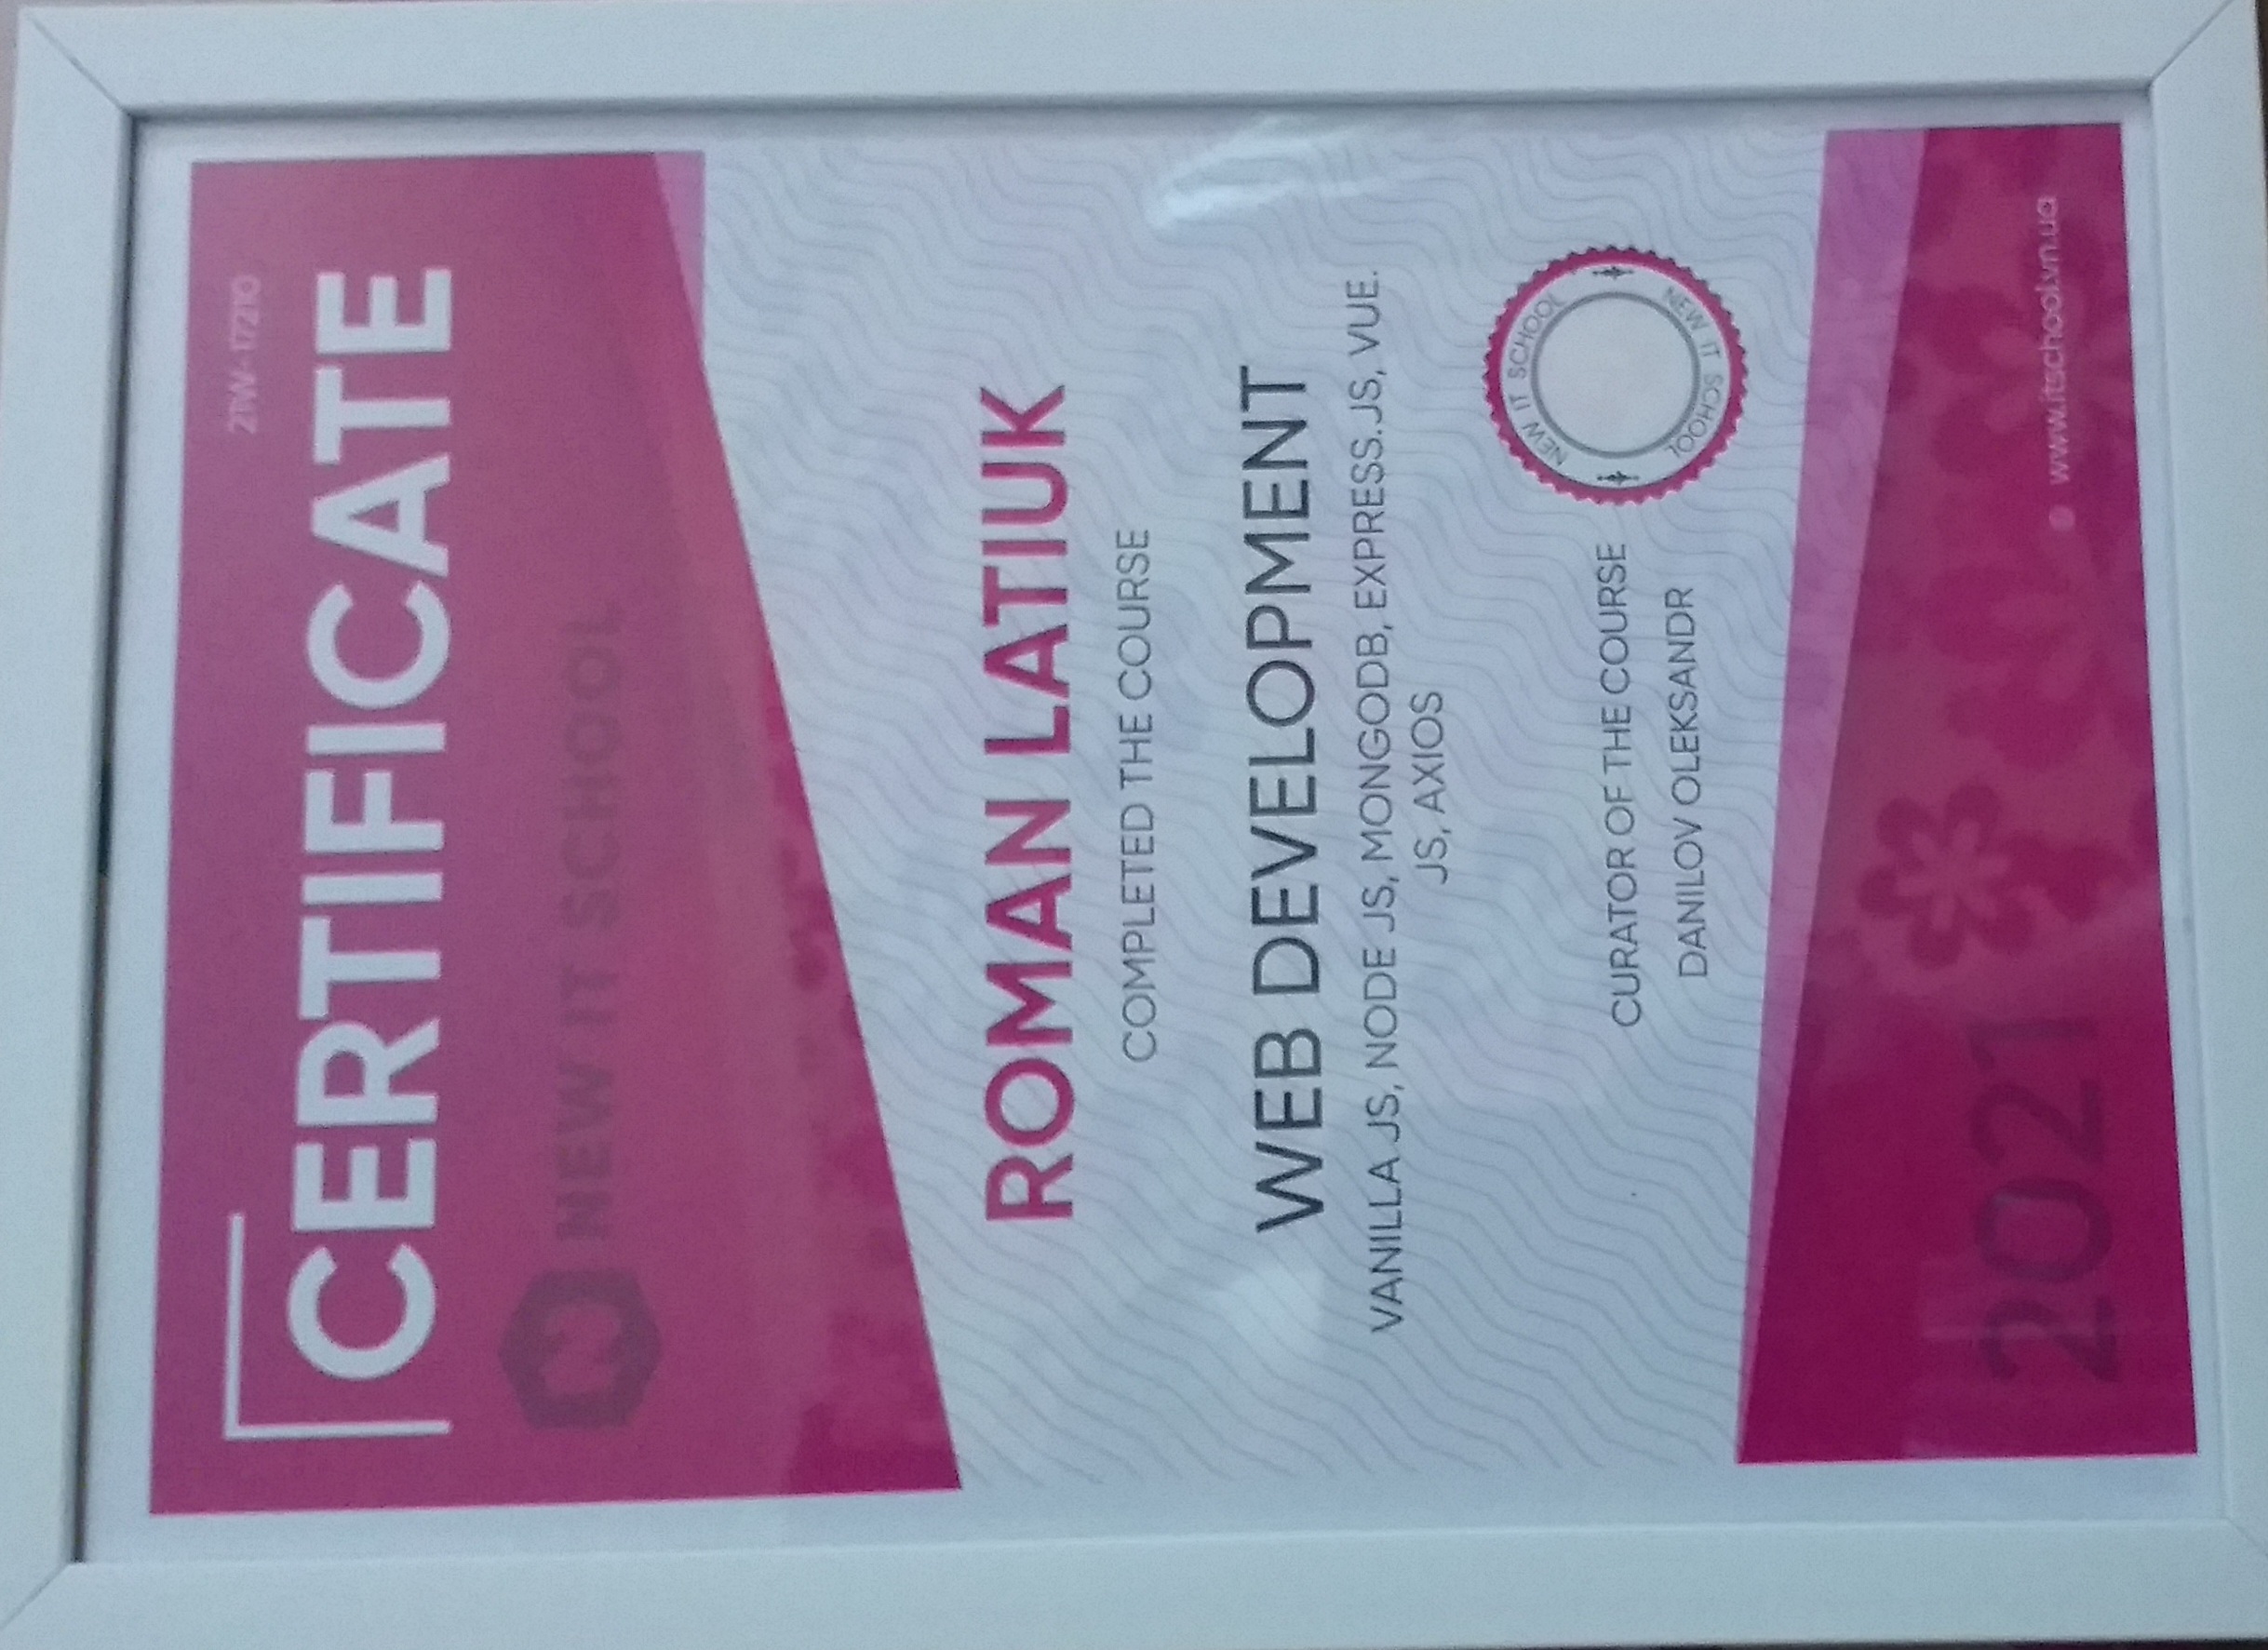 21W-17210
CERTIFICATE
NEW IT SCHOOL
ROMAN LATIUK
COMPLETED THE COURSE
WEB DEVELOPMENT
VANILLA JS, NODE JS, MONGODB, EXPRESS.JS, VUE.
JS, AXIOS
NEW IT SCHOOL
CURATOR OF THE COURSE
DANILOV OLEKSANDR
NEW IT SCHOOL
2021
www.itschool.vn.ua